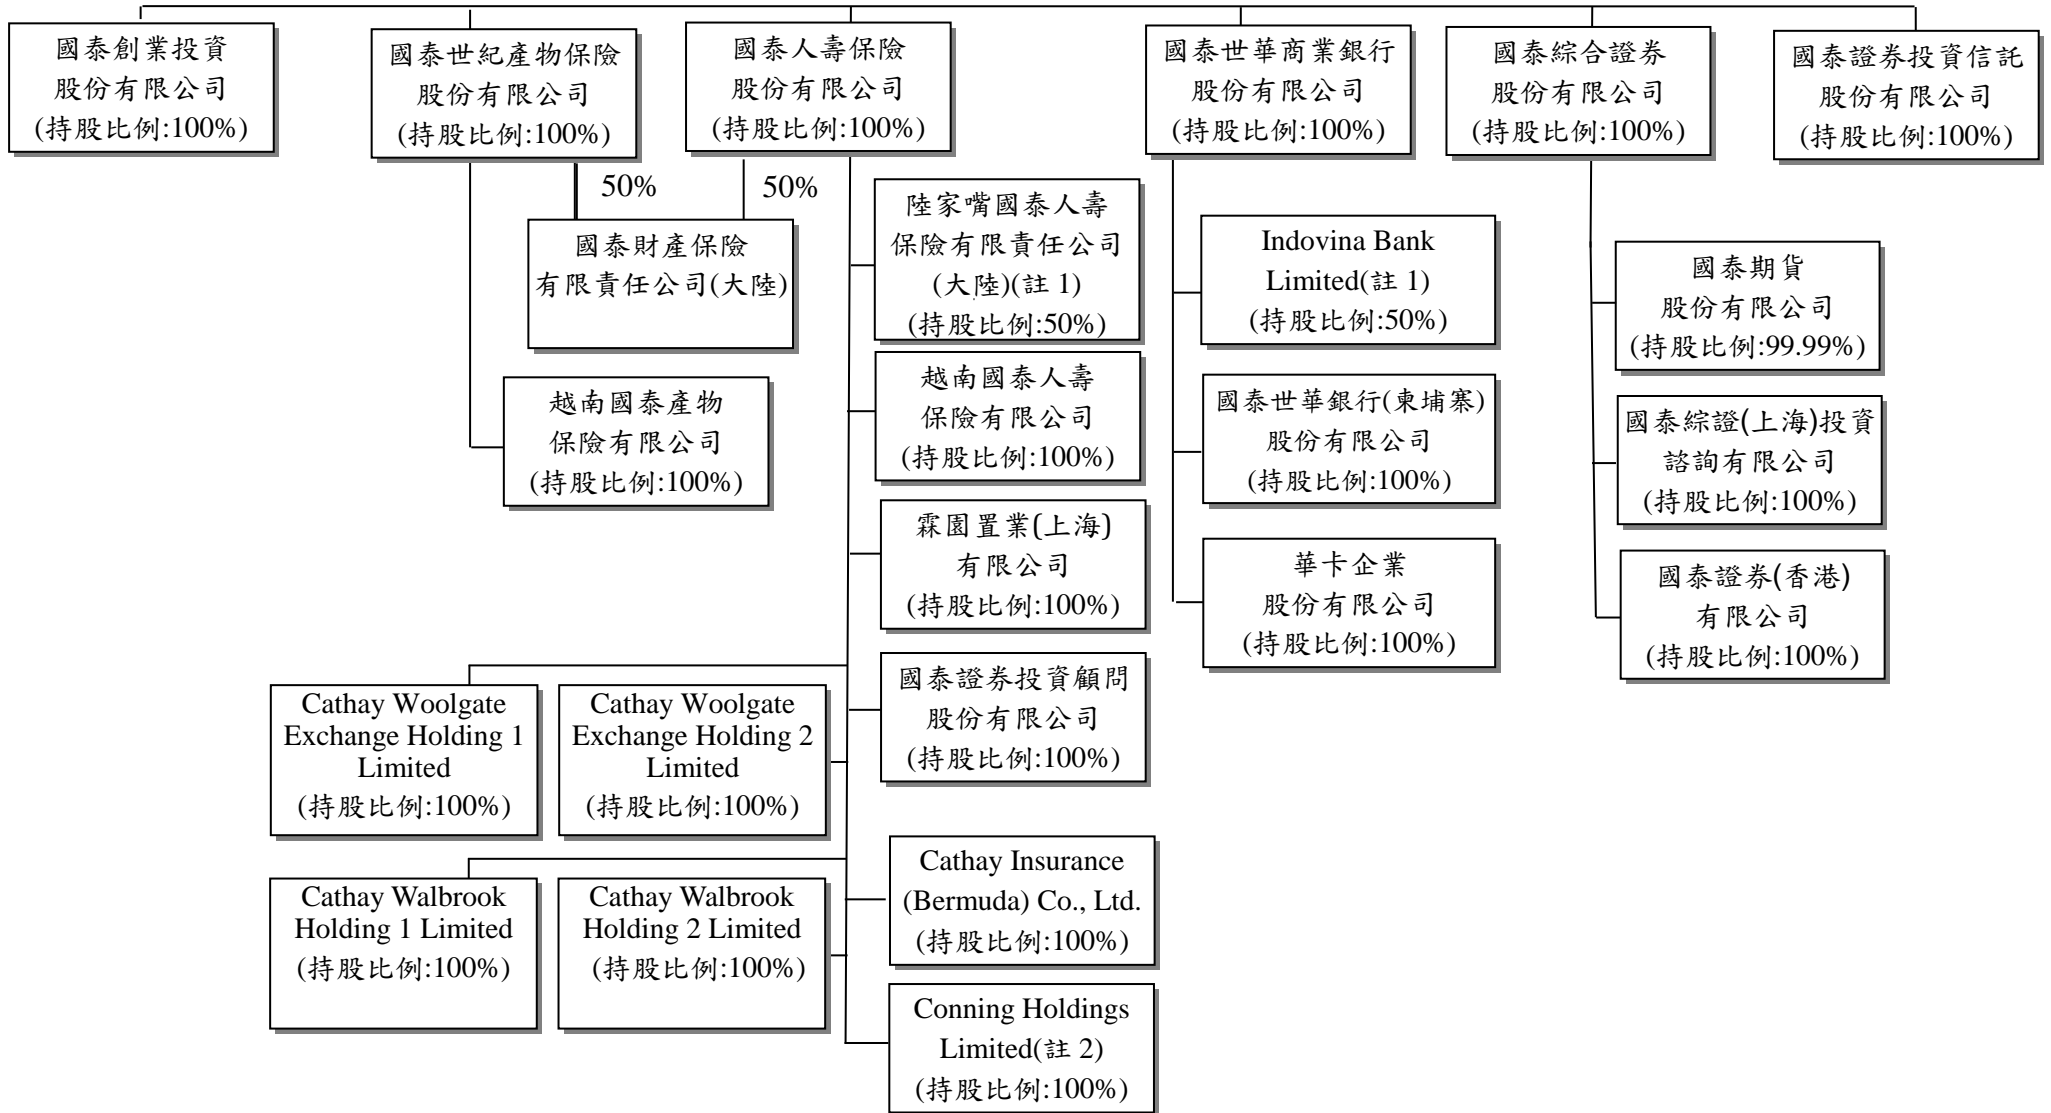 國泰創業投資
股份有限公司
(持股比例:100%)
國泰世紀產物保險
股份有限公司
(持股比例:100%)
國泰人壽保險
股份有限公司
(持股比例:100%)
國泰世華商業銀行
股份有限公司
(持股比例:100%)
國泰綜合證券
股份有限公司
(持股比例:100%)
國泰證券投資信託
股份有限公司
(持股比例:100%)
50%
50%
國泰財產保險
有限責任公司(大陸)
越南國泰產物
保險有限公司
(持股比例:100%)
陸家嘴國泰人壽
保險有限責任公司
(大陸)(註 1)
(持股比例:50%)
越南國泰人壽
保險有限公司
(持股比例:100%)
霖園置業(上海)
有限公司
(持股比例:100%)
國泰證券投資顧問
股份有限公司
(持股比例:100%)
Cathay Woolgate
Exchange Holding 1
Limited
(持股比例:100%)
Cathay Woolgate
Exchange Holding 2
Limited
(持股比例:100%)
Cathay Walbrook
Holding 1 Limited
(持股比例:100%)
Cathay Walbrook
Holding 2 Limited
(持股比例:100%)
Cathay Insurance
(Bermuda) Co., Ltd.
(持股比例:100%)
Conning Holdings
Limited(註 2)
(持股比例:100%)
Indovina Bank
Limited(註 1)
(持股比例:50%)
國泰世華銀行(柬埔寨)
股份有限公司
(持股比例:100%)
華卡企業
股份有限公司
(持股比例:100%)
國泰期貨
股份有限公司
(持股比例:99.99%)
國泰綜證(上海)投資
諮詢有限公司
(持股比例:100%)
國泰證券(香港)
有限公司
(持股比例:100%)